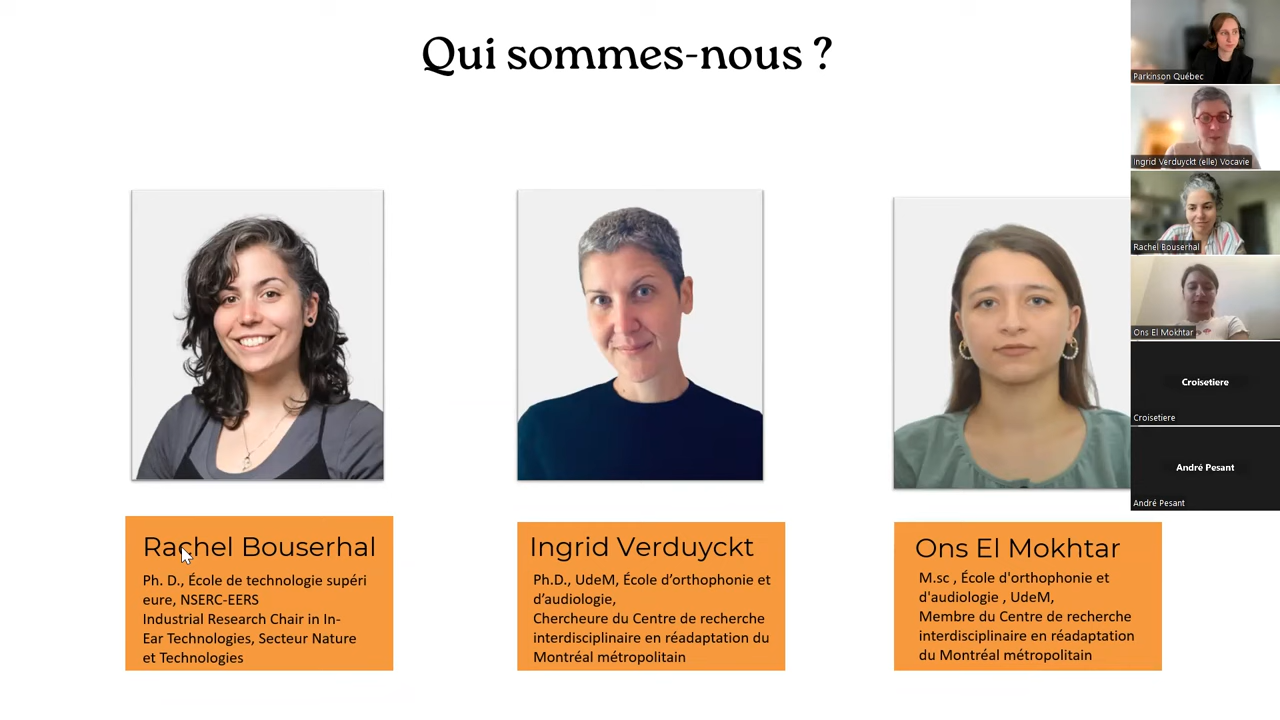 Qui sommes-nous ?
Rachel Bouserhal
Ph. D., École de technologie supéri
eure, NSERC-EERS
Industrial Research Chair in In-
Ear Technologies, Secteur Nature
et Technologies
Ingrid Verduyckt
Ph.D., UdeM, École d’orthophonie et
d’audiologie,
Chercheure du Centre de recherche
interdisciplinaire en réadaptation du
Montréal métropolitain
Ons El Mokhtar
M.sc , École d'orthophonie et
d'audiologie , UdeM,
Membre du Centre de recherche
interdisciplinaire en réadaptation
du Montréal métropolitain
Parkinson Québec
Ingrid Verduyckt (elle) Vocavie
Rachel Bouserhal
Ons El Mokhtar
Croisetiere
Croisetiere
André Pesant
André Pesant